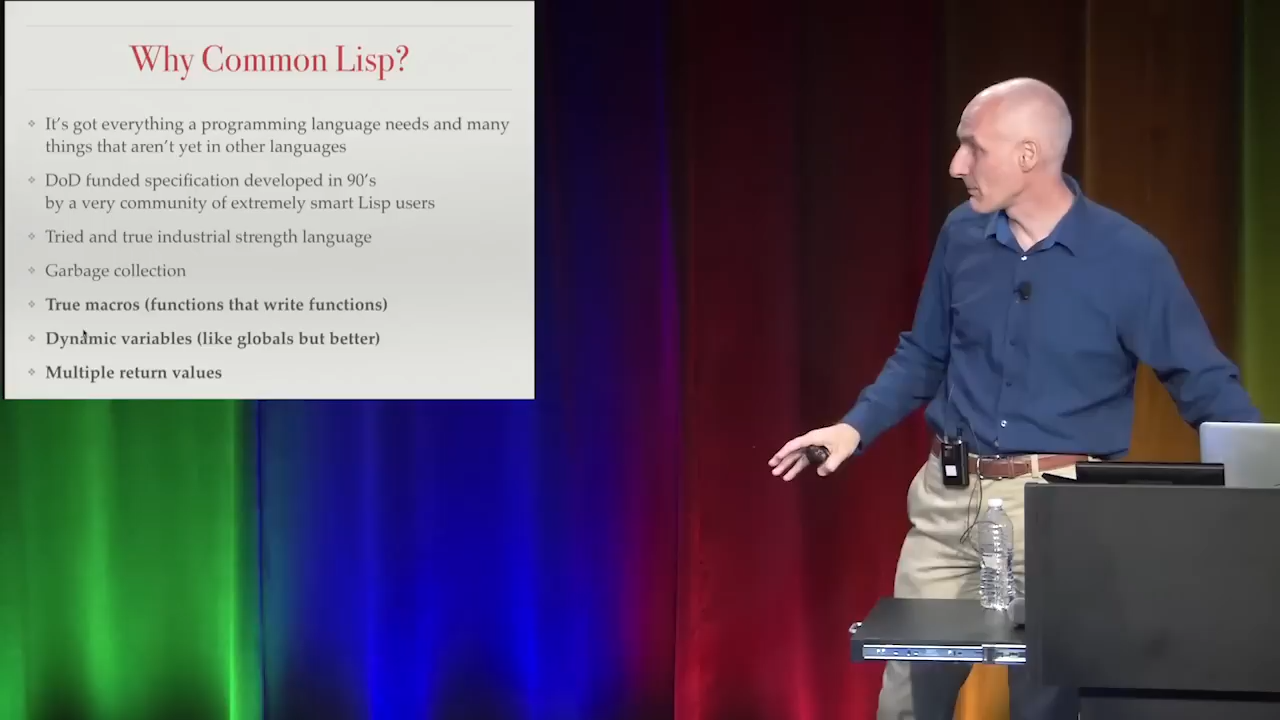 Why Common Lisp?
It's got everything a programming language needs and many
things that aren't yet in other languages
DoD funded specification developed in 90's
by a very community of extremely smart Lisp users
Tried and true industrial strength language
Garbage collection
True macros (functions that write functions)
Dynamic variables (like globals but better)
Multiple return values